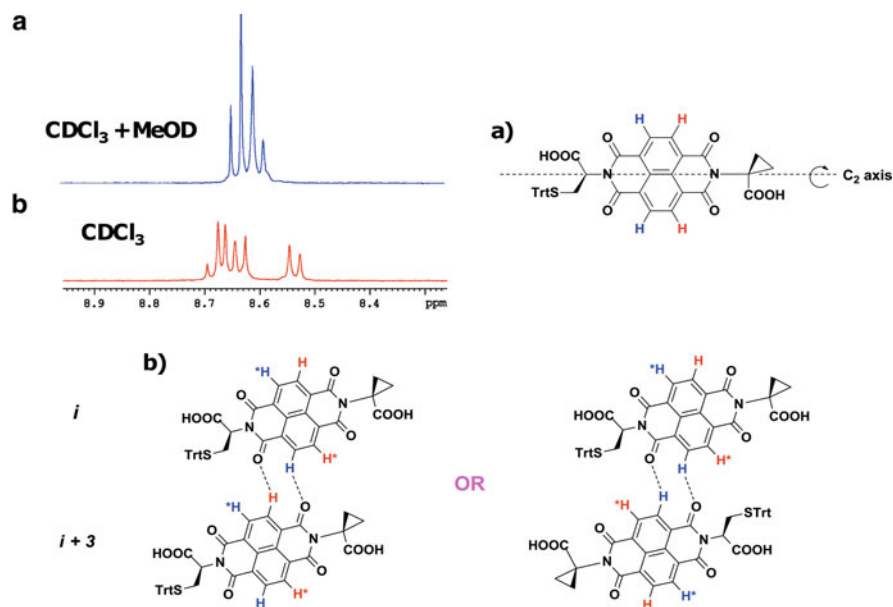 a
CDCl3 + MeOD
b
CDCl3
8.9 8.8 8.7 8.6 8.5 8.4 ppm
a)
H H
HOOC O O
N N C2 axis
TrtS O O COOH
H H
b)
i
*H H
HOOC O O
N N COOH
TrtS O O
H H*
*H H O
HOOC O
N N COOH
TrtS O O
H H*
OR
*H H
HOOC O O
N N COOH
TrtS O O
H H*
i + 3
*H H O STrt
HOOC O
N N COOH
O O
H H*